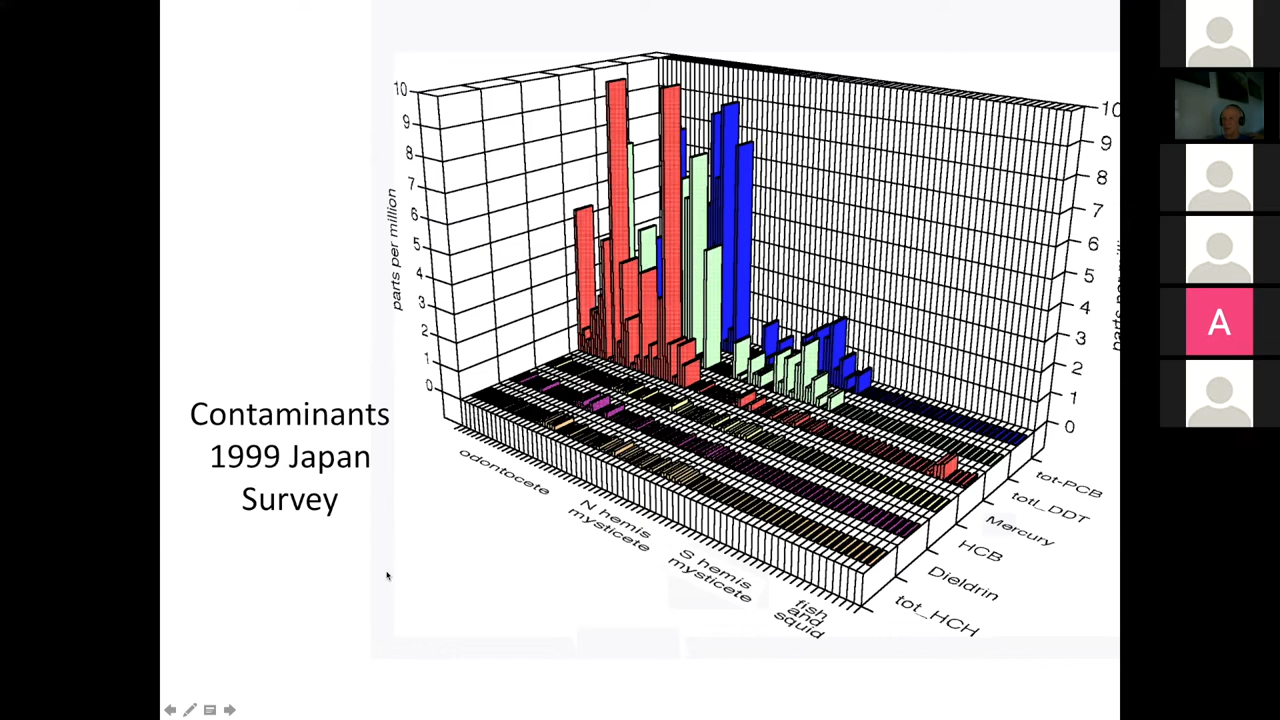 Contaminants
1999 Japan
Survey
parts per million
10
9
8
7
6
5
4
3
2
1
0
10
9
8
7
6
5
4
3
2
1
0
odontocete
N hemis
mysticete
S hemis
mysticete
fish
and
squid
tot-PCB
totl_DDT
Mercury
HCB
Dieldrin
tot_HCH
A